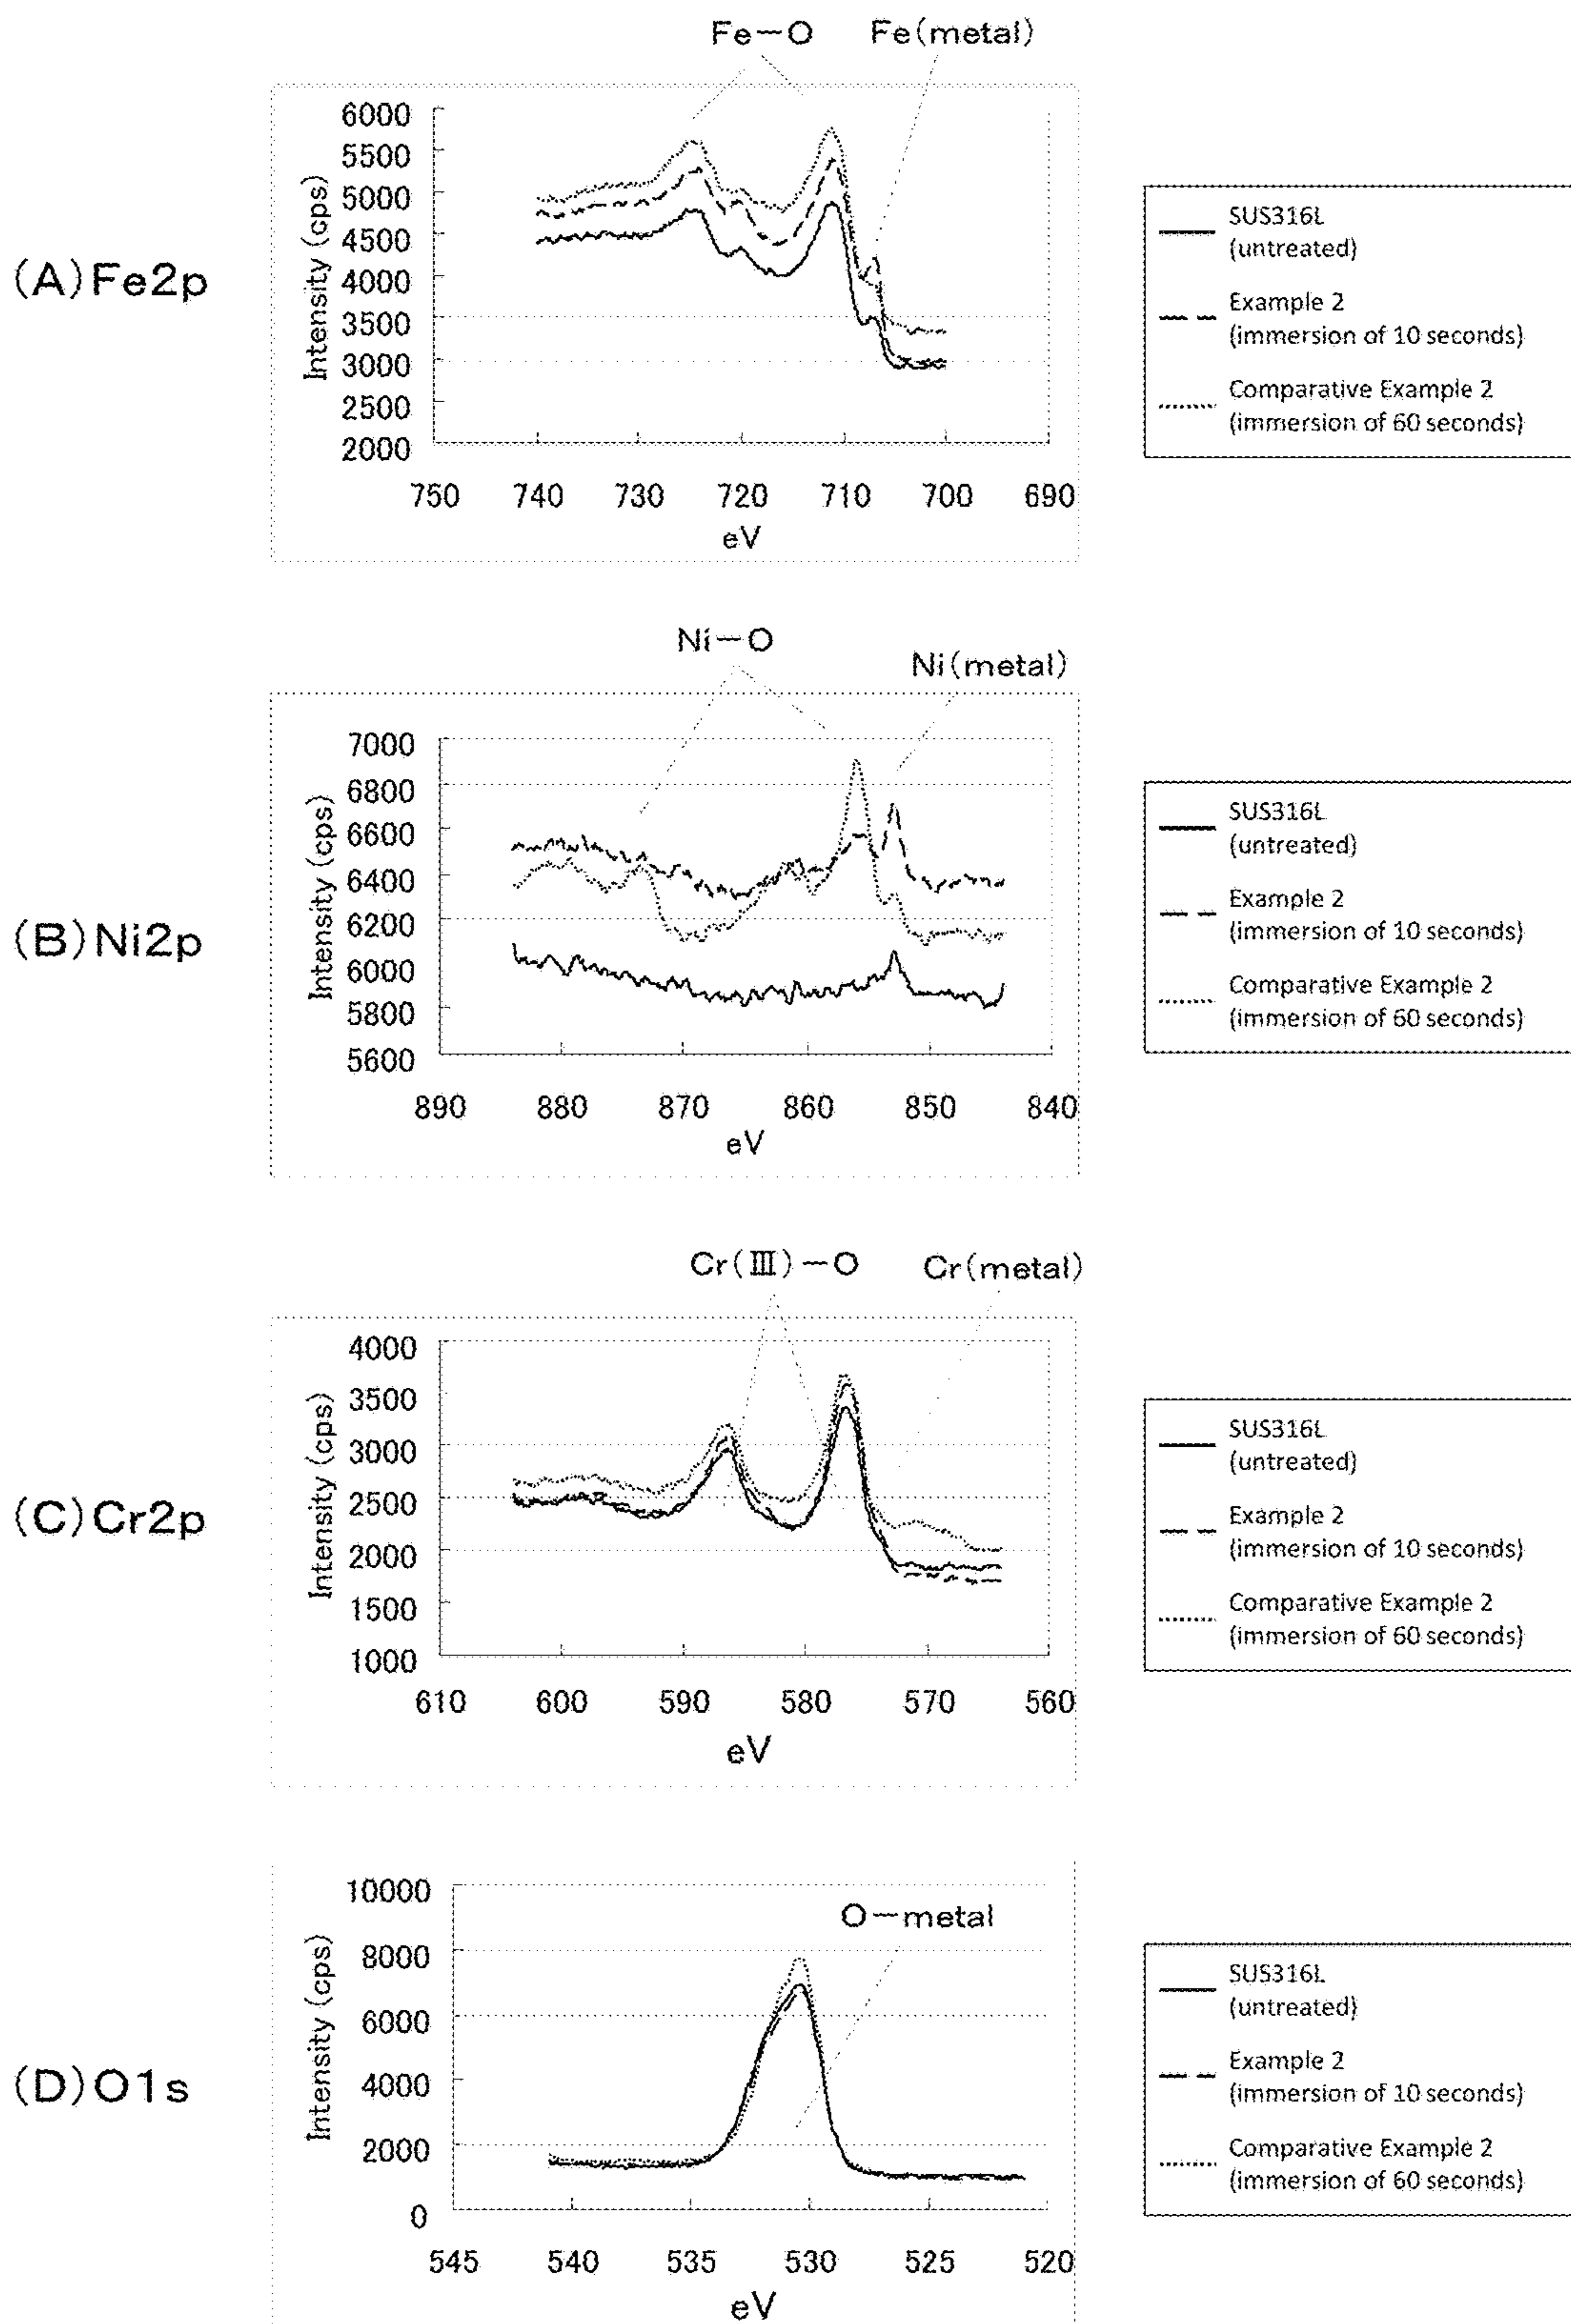 Fe—O Fe(metal)
(A)Fe2p
Intensity (cps)
6000
5500
5000
4500
4000
3500
3000
2500
2000
750 740 730 720 710 700 690
eV
SUS316L
(untreated)
Example 2
(immersion of 10 seconds)
Comparative Example 2
(immersion of 60 seconds)
Ni—O
Ni(metal)
(B)Ni2p
Intensity (cps)
7000
6800
6600
6400
6200
6000
5800
5600
890 880 870 860 850 840
eV
SUS316L
(untreated)
Example 2
(immersion of 10 seconds)
Comparative Example 2
(immersion of 60 seconds)
Cr(Ⅲ)—O Cr(metal)
(C)Cr2p
Intensity (cps)
4000
3500
3000
2500
2000
1500
1000
610 600 590 580 570 560
eV
SUS316L
(untreated)
Example 2
(immersion of 10 seconds)
Comparative Example 2
(immersion of 60 seconds)
O—metal
(D)O1s
Intensity (cps)
10000
8000
6000
4000
2000
0
545 540 535 530 525 520
eV
SUS316L
(untreated)
Example 2
(immersion of 10 seconds)
Comparative Example 2
(immersion of 60 seconds)